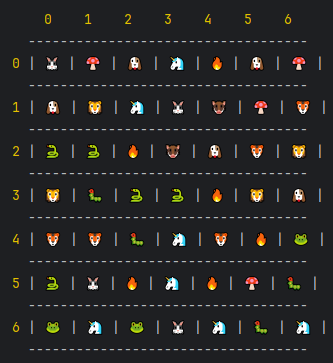 0 1 2 3 4 5 6
-----------------------------------
0 | 🐰 | 🍄 | 🐶 | 🦄 | 🔥 | 🐶 | 🍄 |
-----------------------------------
1 | 🐶 | 🐯 | 🦄 | 🐰 | 👹 | 🍄 | 🦊 |
-----------------------------------
2 | 🐍 | 🐍 | 🔥 | 👹 | 🐶 | 🦊 | 🐯 |
-----------------------------------
3 | 🐯 | 🐛 | 🐍 | 🐍 | 🔥 | 🐯 | 🐶 |
-----------------------------------
4 | 🦊 | 🦊 | 🐛 | 🦄 | 🦊 | 🔥 | 🐸 |
-----------------------------------
5 | 🐍 | 🐰 | 🔥 | 🦄 | 🔥 | 🍄 | 🐛 |
-----------------------------------
6 | 🐸 | 🦄 | 🐸 | 🐰 | 🦄 | 🐛 | 🦄 |
-----------------------------------